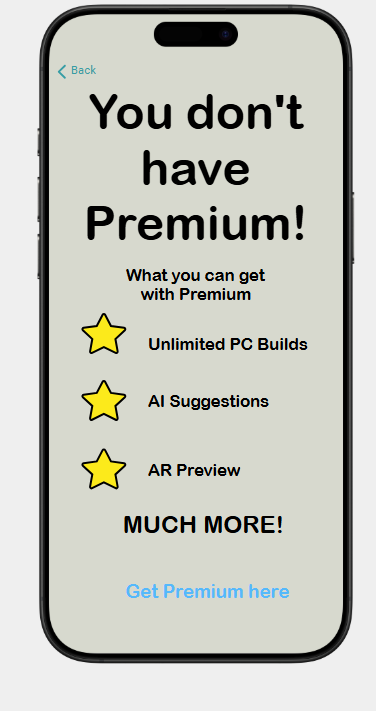 Back
You don't
have
Premium!
What you can get
with Premium
Unlimited PC Builds
AI Suggestions
AR Preview
MUCH MORE!
Get Premium here